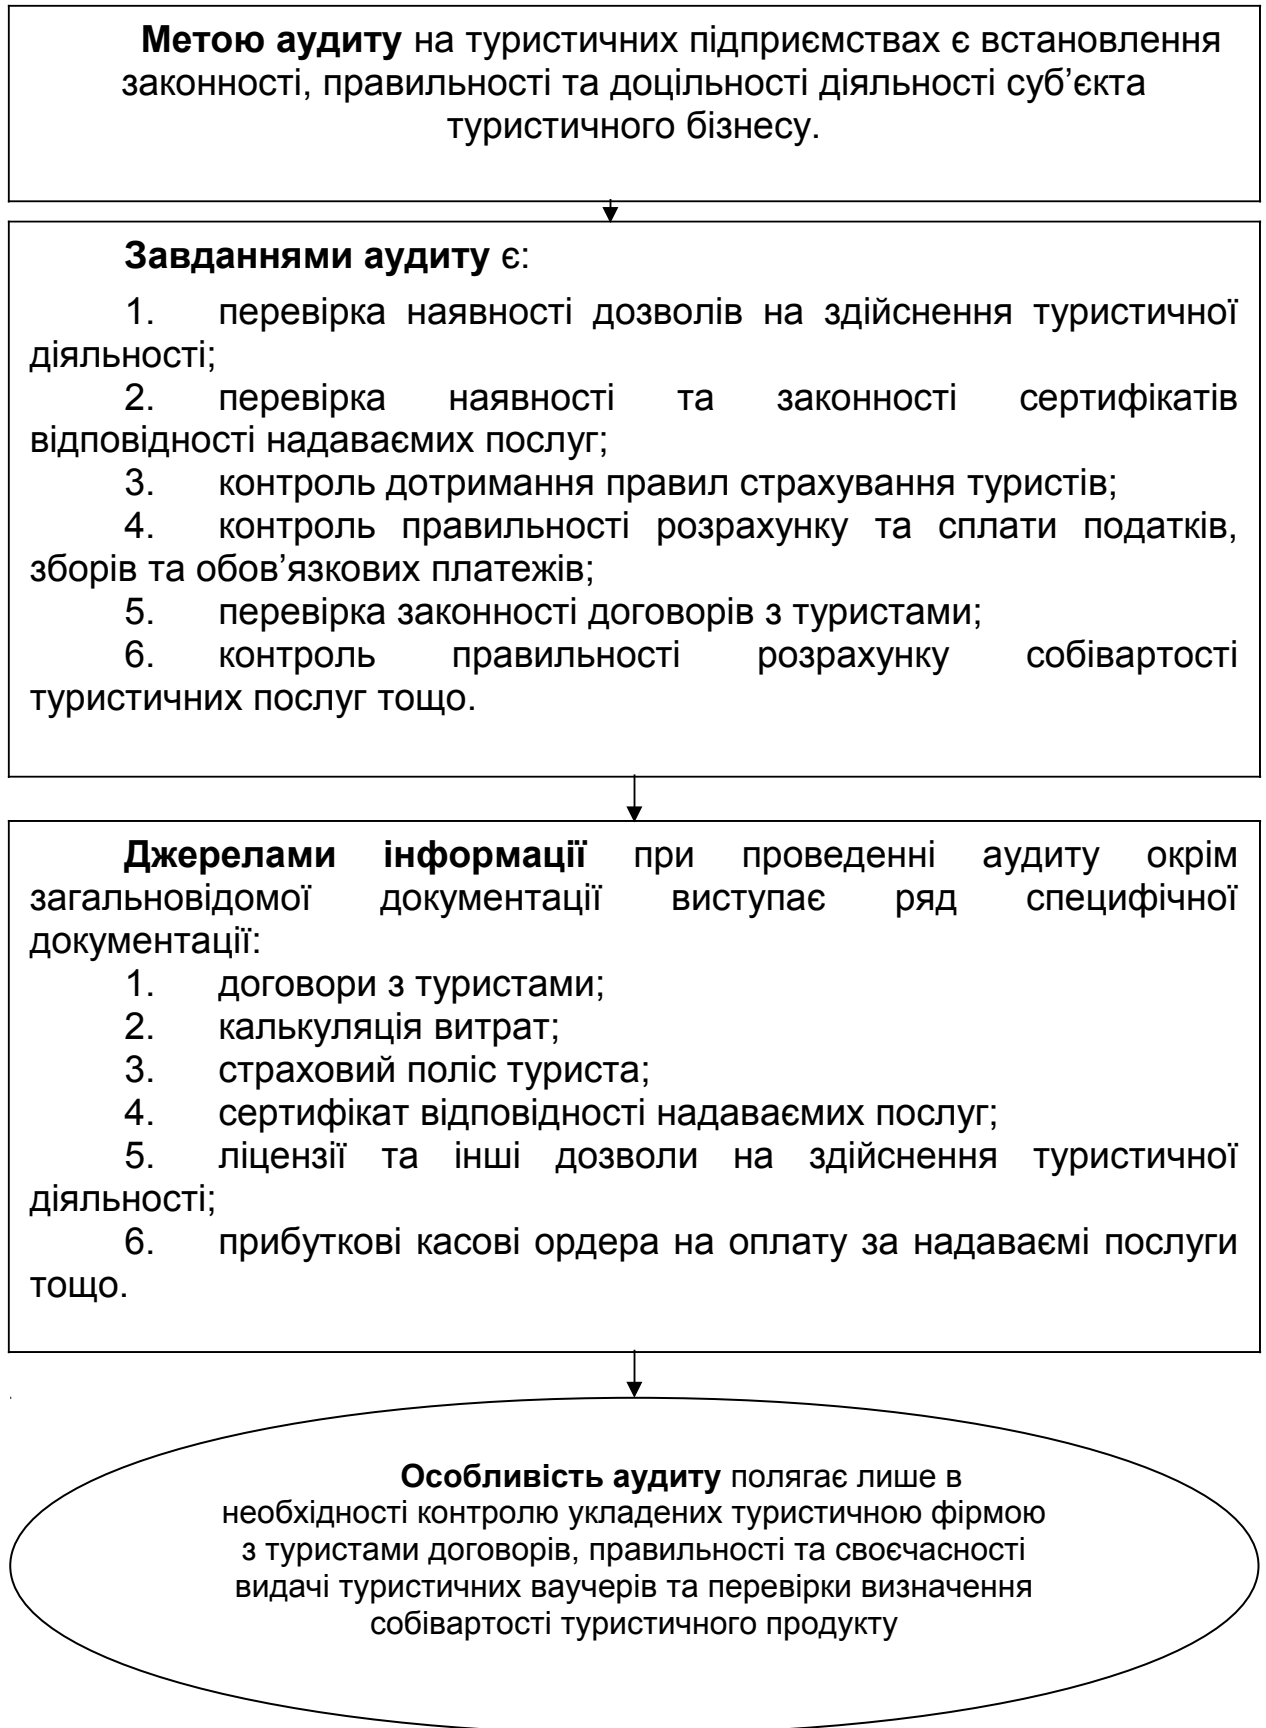 Метою аудиту на туристичних підприємствах є встановлення
законності, правильності та доцільності діяльності суб’єкта
туристичного бізнесу.
Завданнями аудиту є:
1. перевірка наявності дозволів на здійснення туристичної
діяльності;
2. перевірка наявності та законності сертифікатів
відповідності надаваємих послуг;
3. контроль дотримання правил страхування туристів;
4. контроль правильності розрахунку та сплати податків,
зборів та обов’язкових платежів;
5. перевірка законності договорів з туристами;
6. контроль правильності розрахунку собівартості
туристичних послуг тощо.
Джерелами інформації при проведенні аудиту окрім
загальновідомої документації виступає ряд специфічної
документації:
1. договори з туристами;
2. калькуляція витрат;
3. страховий поліс туриста;
4. сертифікат відповідності надаваємих послуг;
5. ліцензії та інші дозволи на здійснення туристичної
діяльності;
6. прибуткові касові ордера на оплату за надаваємі послуги
тощо.
Особливість аудиту полягає лише в
необхідності контролю укладених туристичною фірмою
з туристами договорів, правильності та своєчасності
видачі туристичних ваучерів та перевірки визначення
собівартості туристичного продукту